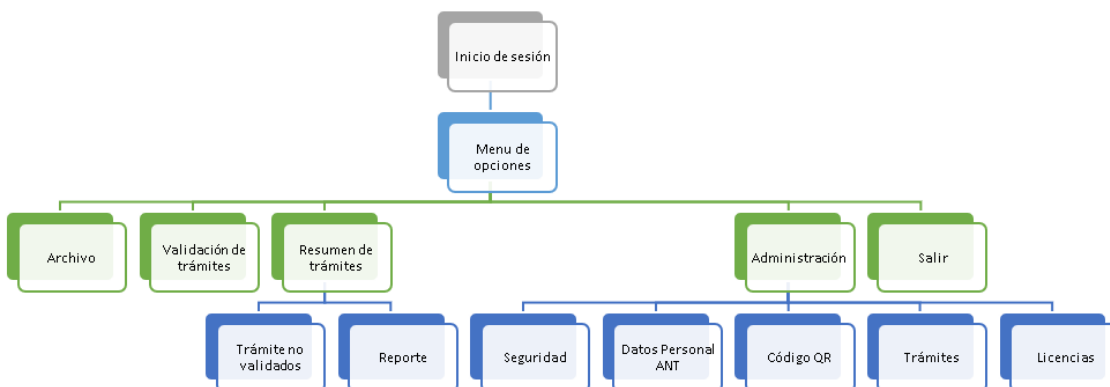 Inicio de sesión
Menu de
opciones
Archivo
Validación de
trámites
Resumen de
trámites
Administración
Salir
Trámite no
validados
Reporte
Seguridad
Datos Personal
ANT
Código QR
Trámites
Licencias